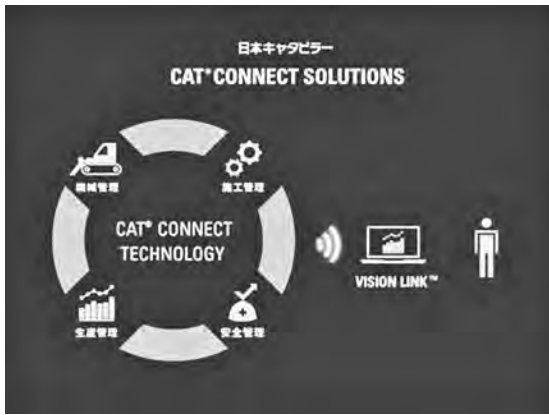 日本キャタピラー
CAT® CONNECT SOLUTIONS
機械管理
施工管理
CAT® CONNECT
TECHNOLOGY
生産管理
安全管理
VISION LINK™